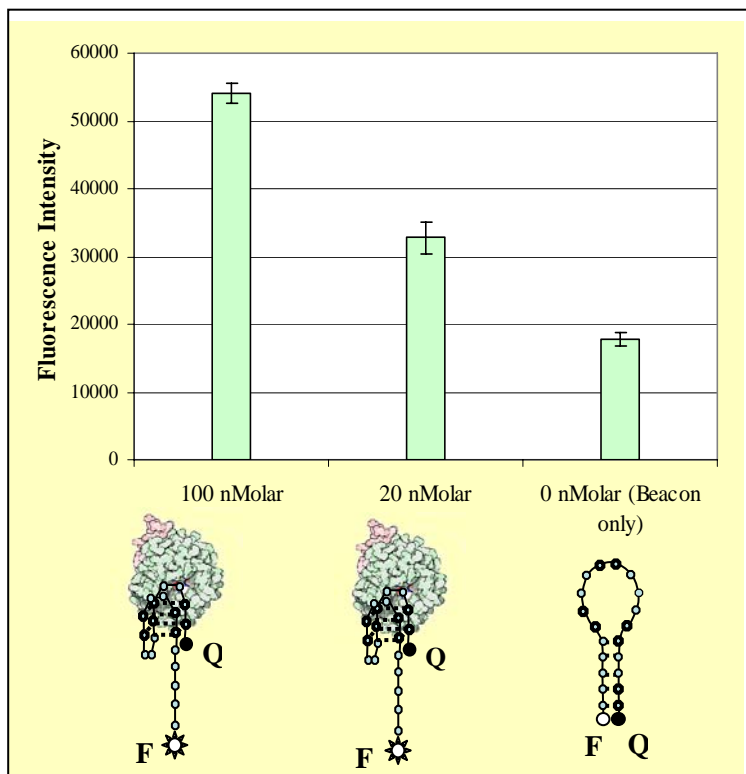 60000
50000
40000
30000
20000
10000
0
Fluorescence Intensity
100 nMolar
20 nMolar
0 nMolar (Beacon
only)
Q
F
Q
F
F
Q